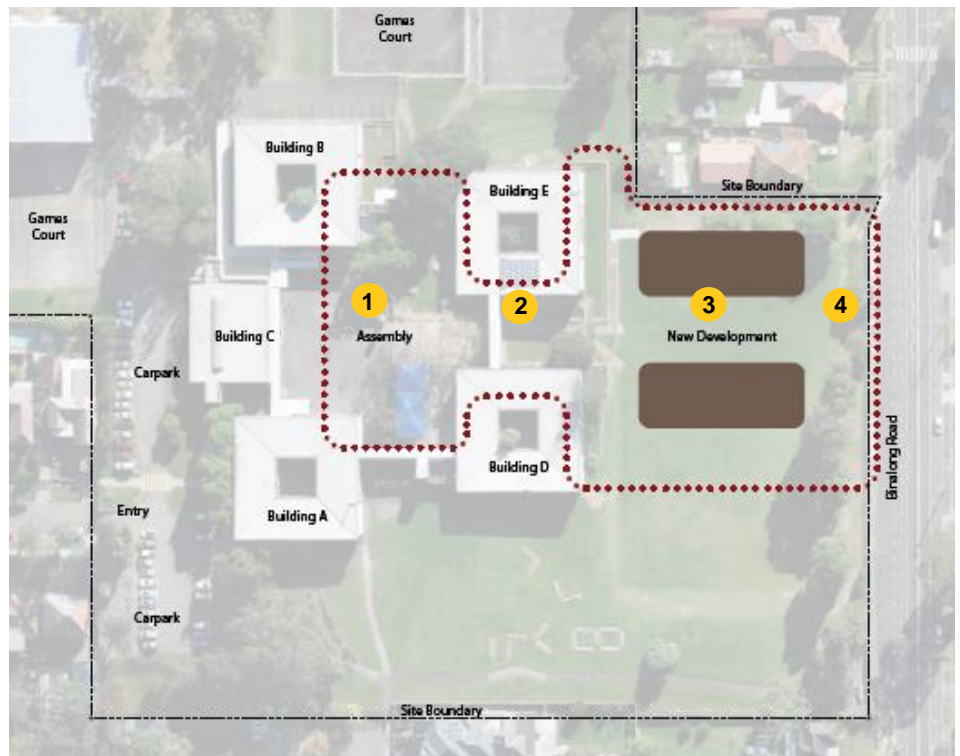 Games
Court
Building B
Building E
Site Boundary
Games
Court
1
2
3
4
Building C
Assembly
New Development
Carpark
Building D
Binalong Road
Entry
Building A
Carpark
Site Boundary